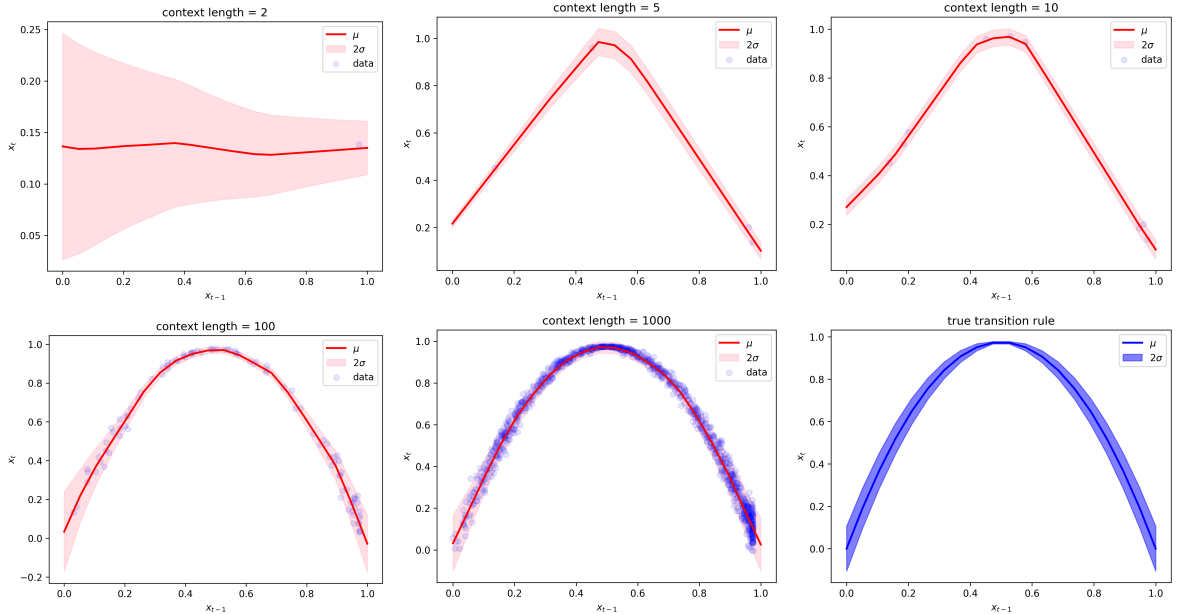 context length = 2
0.25
0.20
0.15
0.10
0.05
x_t
0.0 0.2 0.4 0.6 0.8 1.0
x_{t-1}
μ
2σ
data
context length = 5
1.0
0.8
0.6
0.4
0.2
x_t
0.0 0.2 0.4 0.6 0.8 1.0
x_{t-1}
μ
2σ
data
context length = 10
1.0
0.8
0.6
0.4
0.2
0.0
x_t
0.0 0.2 0.4 0.6 0.8 1.0
x_{t-1}
μ
2σ
data
context length = 100
1.0
0.8
0.6
0.4
0.2
0.0
−0.2
x_t
0.0 0.2 0.4 0.6 0.8 1.0
x_{t-1}
μ
2σ
data
context length = 1000
1.0
0.8
0.6
0.4
0.2
0.0
x_t
0.0 0.2 0.4 0.6 0.8 1.0
x_{t-1}
μ
2σ
data
true transition rule
1.0
0.8
0.6
0.4
0.2
0.0
x_t
0.0 0.2 0.4 0.6 0.8 1.0
x_{t-1}
μ
2σ